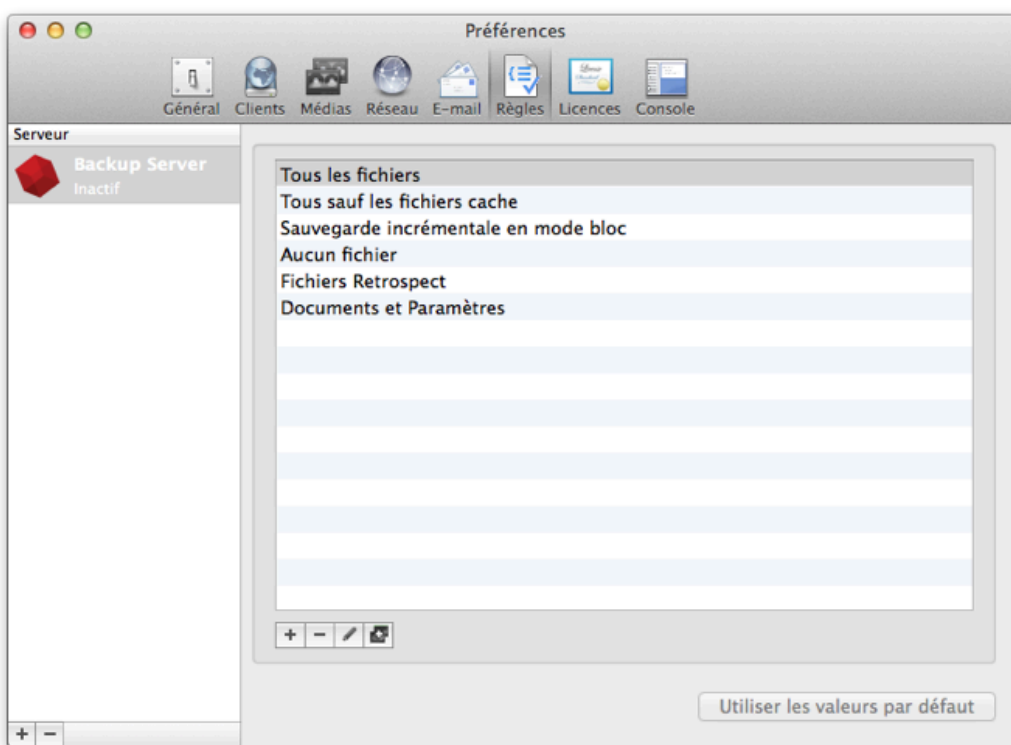 Préférences
Général Clients Médias Réseau E-mail Règles Licences Console
Serveur
Backup Server
Inactif
Tous les fichiers
Tous sauf les fichiers cache
Sauvegarde incrémentale en mode bloc
Aucun fichier
Fichiers Retrospect
Documents et Paramètres
Utiliser les valeurs par défaut